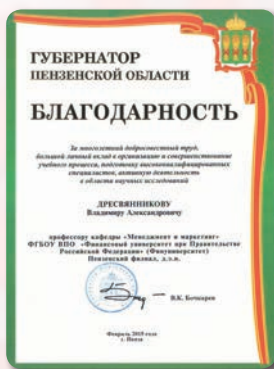 ГУБЕРНАТОР
ПЕНЗЕНСКОЙ ОБЛАСТИ
БЛАГОДАРНОСТЬ
За многолетний добросовестный труд,
большой личный вклад в организацию и совершенствование
учебного процесса, подготовку высококвалифицированных
специалистов, активную деятельность
в области научных исследований
ДРЕСВЯННИКОВУ
Владимиру Александровичу
профессору кафедры «Менеджмент и маркетинг»
ФГБОУ ВПО «Финансовый университет при Правительстве
Российской Федерации» (Финуниверситет)
Пензенский филиал, д.э.н.
В.К. Бочкарев
Февраль 2015 года
г. Пенза